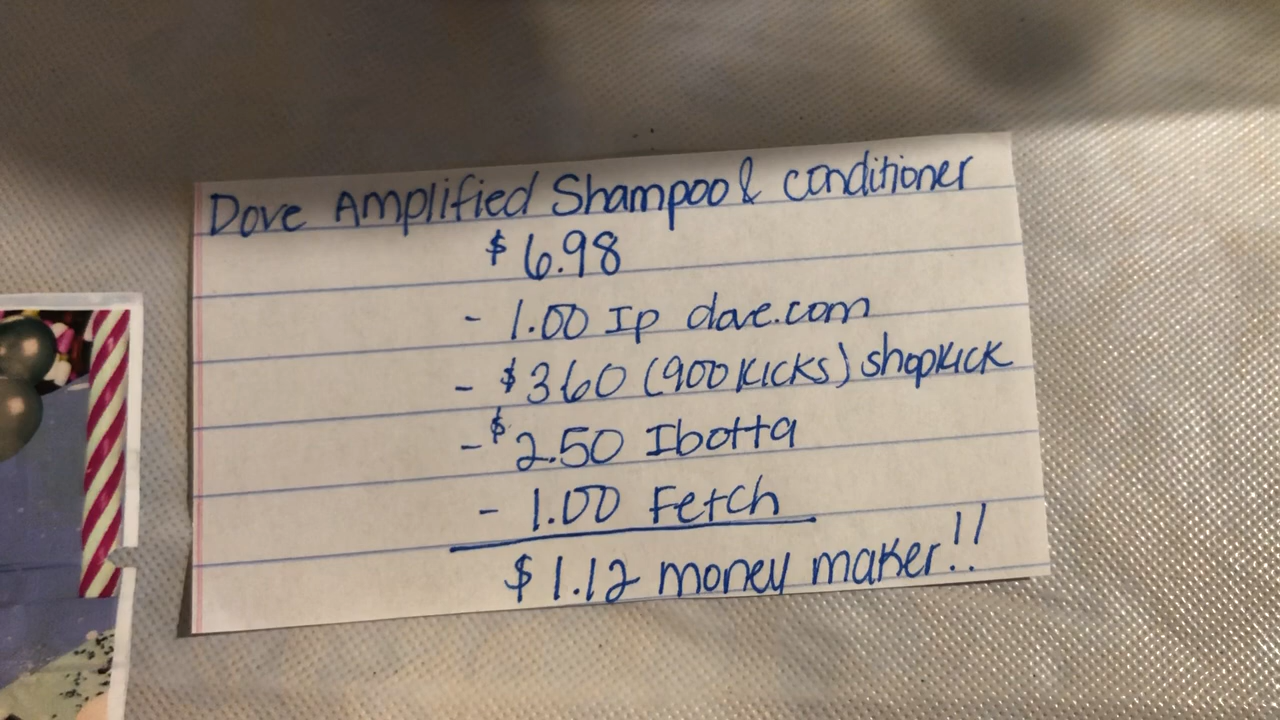 Dove Amplified Shampoo & conditioner
$6.98
- 1.00 Ip dove.com
- $360 (900 KICKS) shopkick
- $2.50 Ibotta
- 1.00 Fetch
$1.12 money maker!!